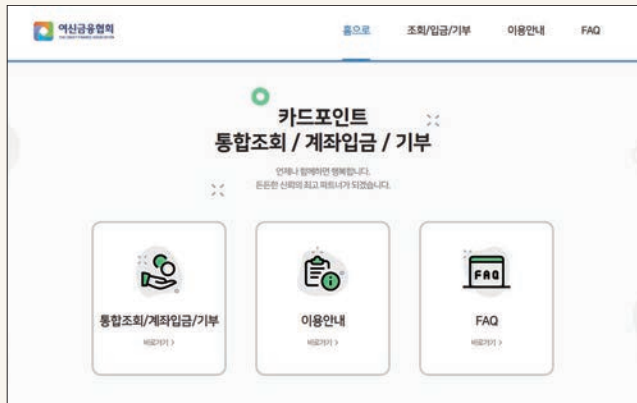 여신금융협회
홈으로 조회/입금/기부 이용안내 FAQ
카드포인트
통합조회 / 계좌입금 / 기부
언제나 함께하면 행복합니다.
든든한 신뢰의 최고 파트너가 되겠습니다.
FAQ
통합조회/계좌입금/기부 이용안내 FAQ
바로가기 > 바로가기 > 바로가기 >